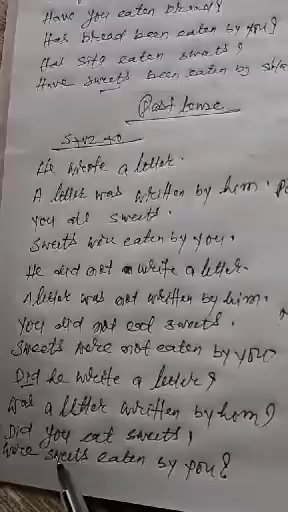 Have you eaten bread?
Has bread been eaten by you?
Has Sita eaten sweets?
Have sweets been eaten by Sita
Past tense
He wrote a letter.
A letter was written by him.
You ate sweets.
Sweets were eaten by you.
He did not write a letter.
A letter was not written by him.
You did not eat sweets.
Sweets were not eaten by you
Did he write a letter?
Was a letter written by him?
Did you eat sweets?
Were sweets eaten by you?